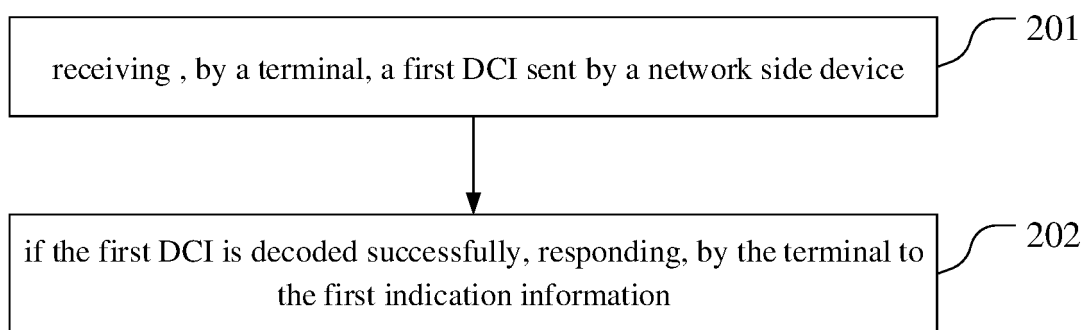 201
receiving , by a terminal, a first DCI sent by a network side device
202
if the first DCI is decoded successfully, responding, by the terminal to
the first indication information